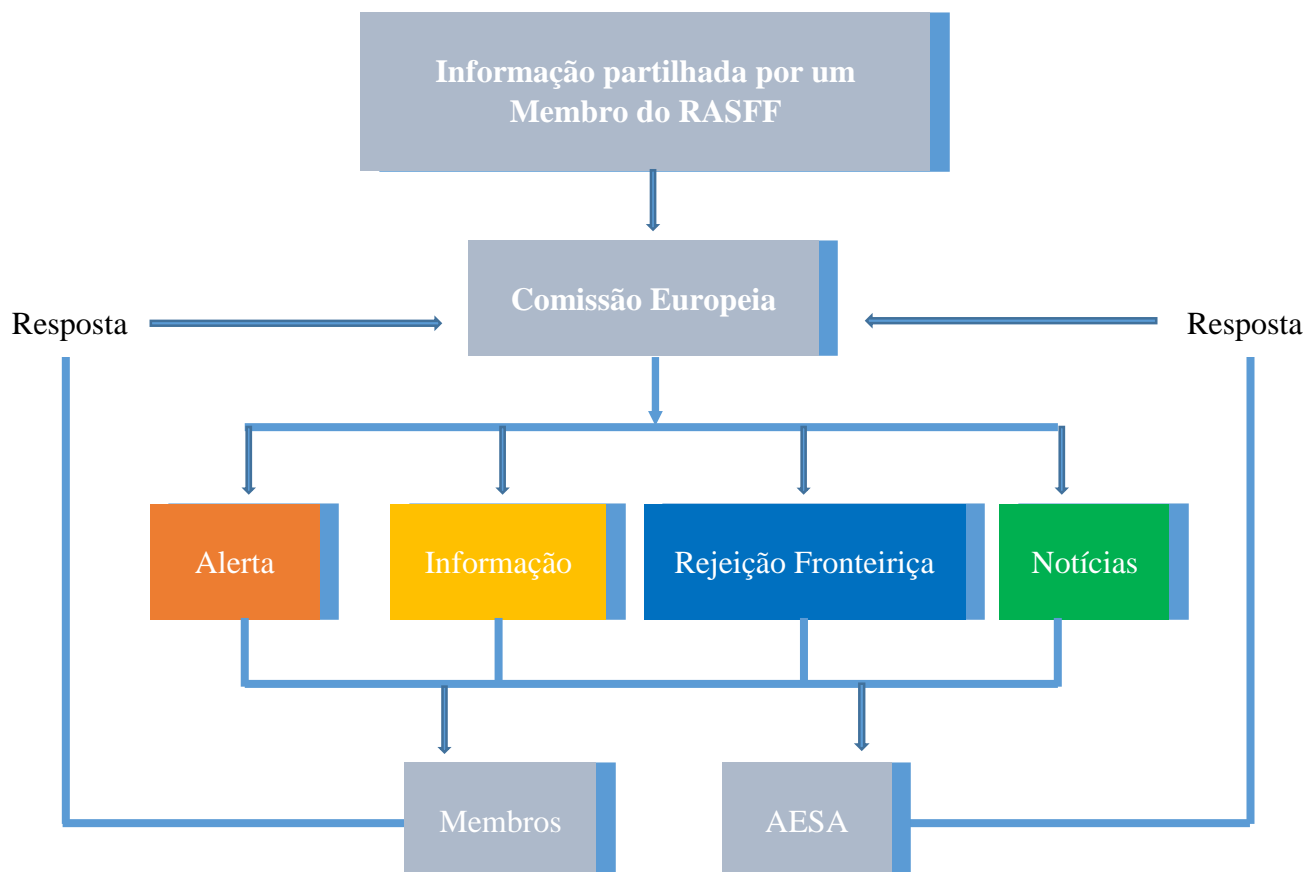 Informação partilhada por um
Membro do RASFF
Comissão Europeia
Resposta
Resposta
Alerta
Informação
Rejeição Fronteiriça
Notícias
Membros
AESA